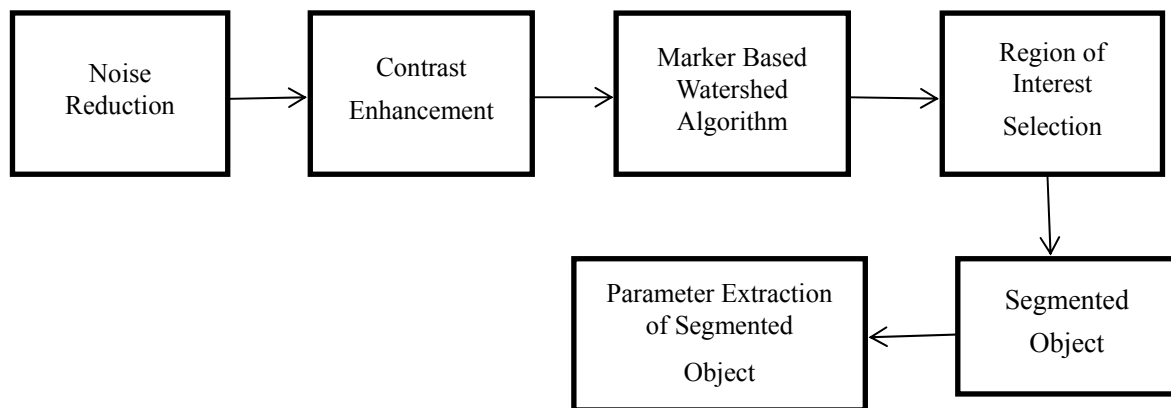 Noise
Reduction
Contrast
Enhancement
Marker Based
Watershed
Algorithm
Region of
Interest
Selection
Segmented
Object
Parameter Extraction
of Segmented
Object